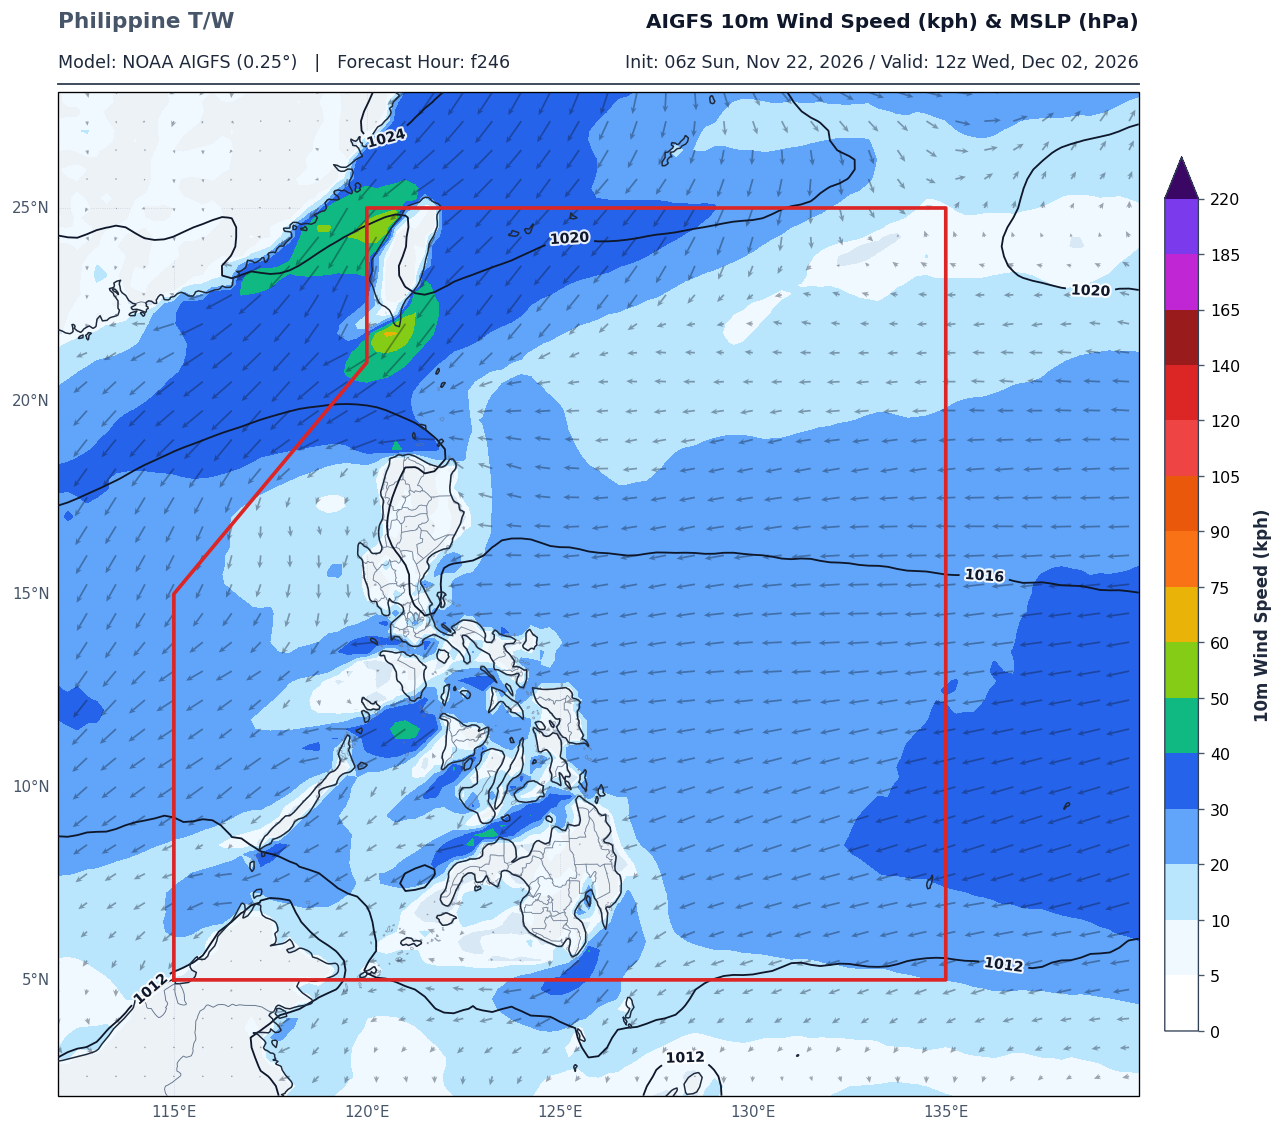 Philippine T/W
AIGFS 10m Wind Speed (kph) & MSLP (hPa)
Model: NOAA AIGFS (0.25°) | Forecast Hour: f246
Init: 06z Sun, Nov 22, 2026 / Valid: 12z Wed, Dec 02, 2026
1024
1020
1020
1016
1012
1012
1012
25°N
20°N
15°N
10°N
5°N
115°E
120°E
125°E
130°E
135°E
220
185
165
140
120
105
90
75
60
50
40
30
20
10
5
0
10m Wind Speed (kph)